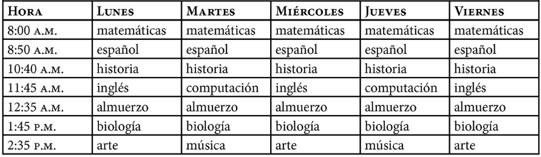 HORA LUNES MARTES MIÉRCOLES JUEVES VIERNES
8:00 A.M. matemáticas matemáticas matemáticas matemáticas matemáticas
8:50 A.M. español español español español español
10:40 A.M. historia historia historia historia historia
11:45 A.M. inglés computación inglés computación inglés
12:35 A.M. almuerzo almuerzo almuerzo almuerzo almuerzo
1:45 P.M. biología biología biología biología biología
2:35 P.M. arte música arte música arte